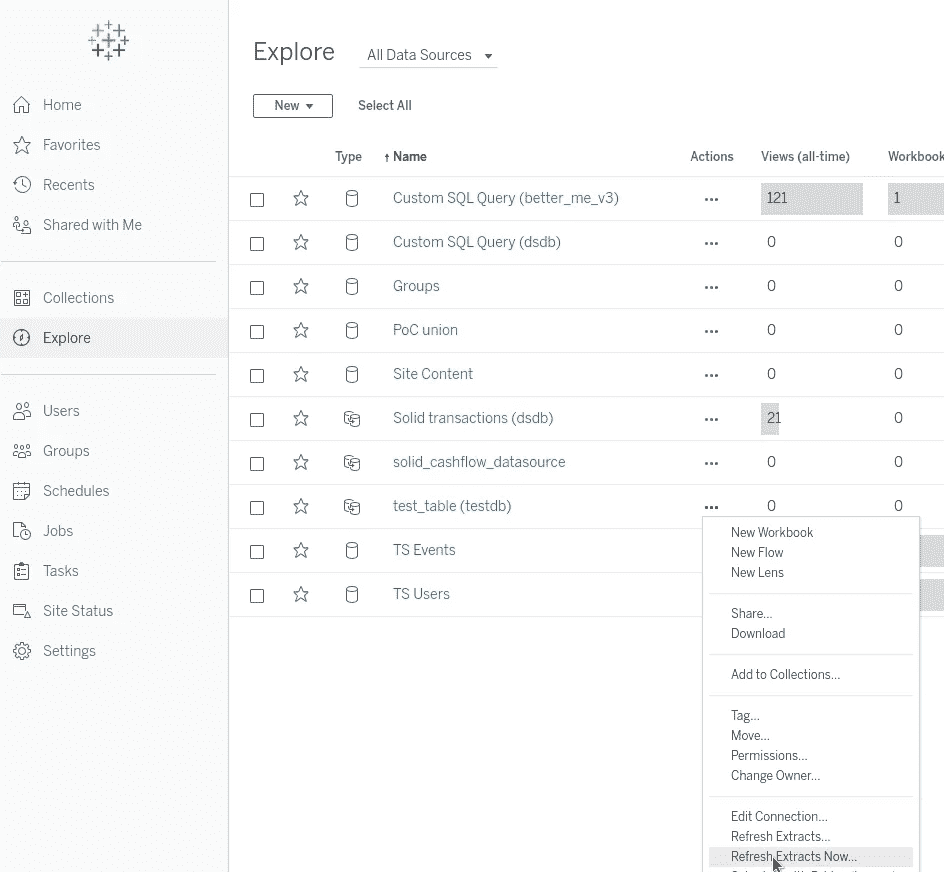 Explore
All Data Sources
New
Select All
Home
Favorites
Recents
Shared with Me
Collections
Explore
Users
Groups
Schedules
Jobs
Tasks
Site Status
Settings
Type Name Actions Views (all-time) Workbook
Custom SQL Query (better_me_v3) 121 1
Custom SQL Query (dsdb) 0 0
Groups 0 0
PoC union 0 0
Site Content 0 0
Solid transactions (dsdb) 21 0
solid_cashflow_datasource 0 0
test_table (testdb) 0 0
TS Events
TS Users
New Workbook
New Flow
New Lens
Share...
Download
Add to Collections...
Tag...
Move...
Permissions...
Change Owner...
Edit Connection...
Refresh Extracts...
Refresh Extracts Now...